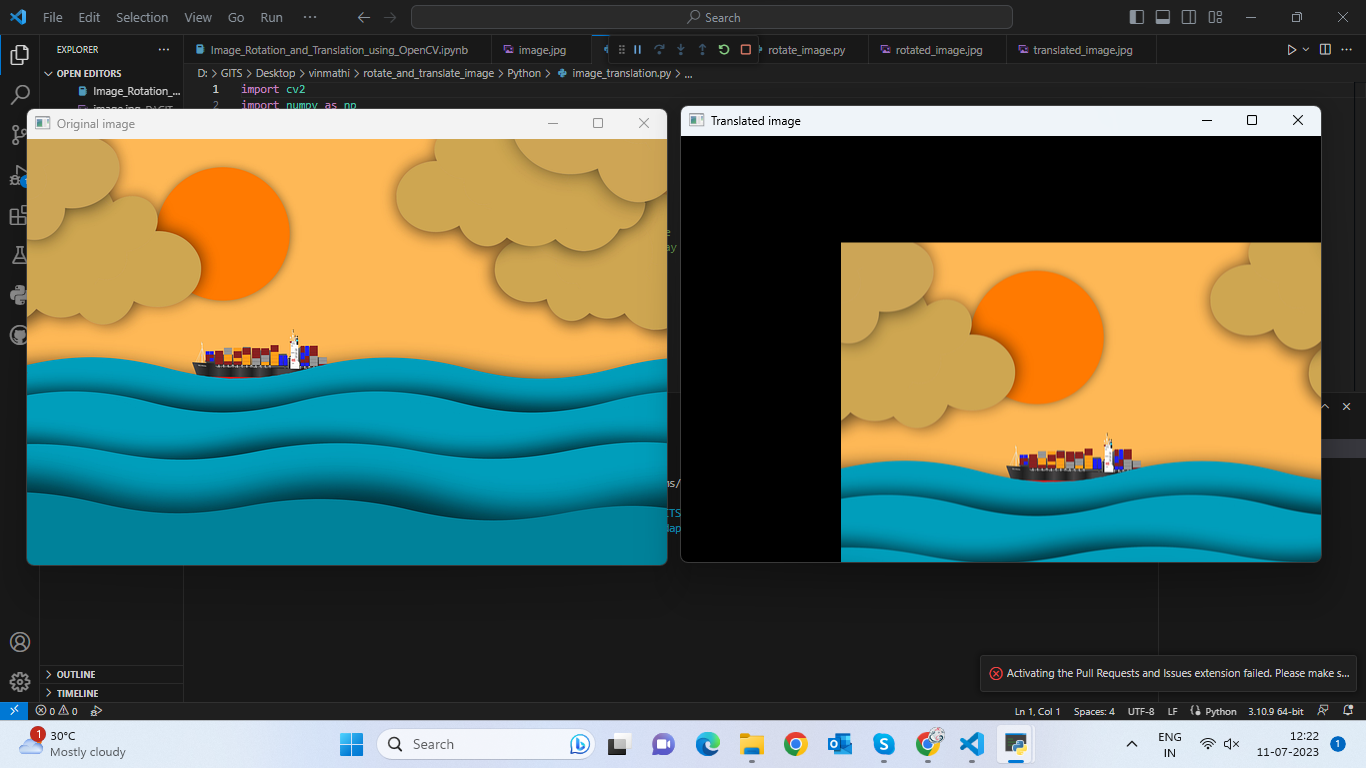 File Edit Selection View Go Run ··· Search
EXPLORER ···
Image_Rotation_and_Translation_using_OpenCV.ipynb image.jpg rotate_image.py rotated_image.jpg translated_image.jpg ···
OPEN EDITORS
D: > GITS > Desktop > vinmathi > rotate_and_translate_image > Python > image_translation.py > ...
Image_Rotation_...
1 import cv2
2 import numpy as np
Original image
Translated image
OUTLINE
TIMELINE
Activating the Pull Requests and Issues extension failed. Please make s...
0 0 Ln 1, Col 1 Spaces: 4 UTF-8 LF Python 3.10.9 64-bit
1
30°C
Mostly cloudy
Search
ENG
IN
12:22
11-07-2023
1